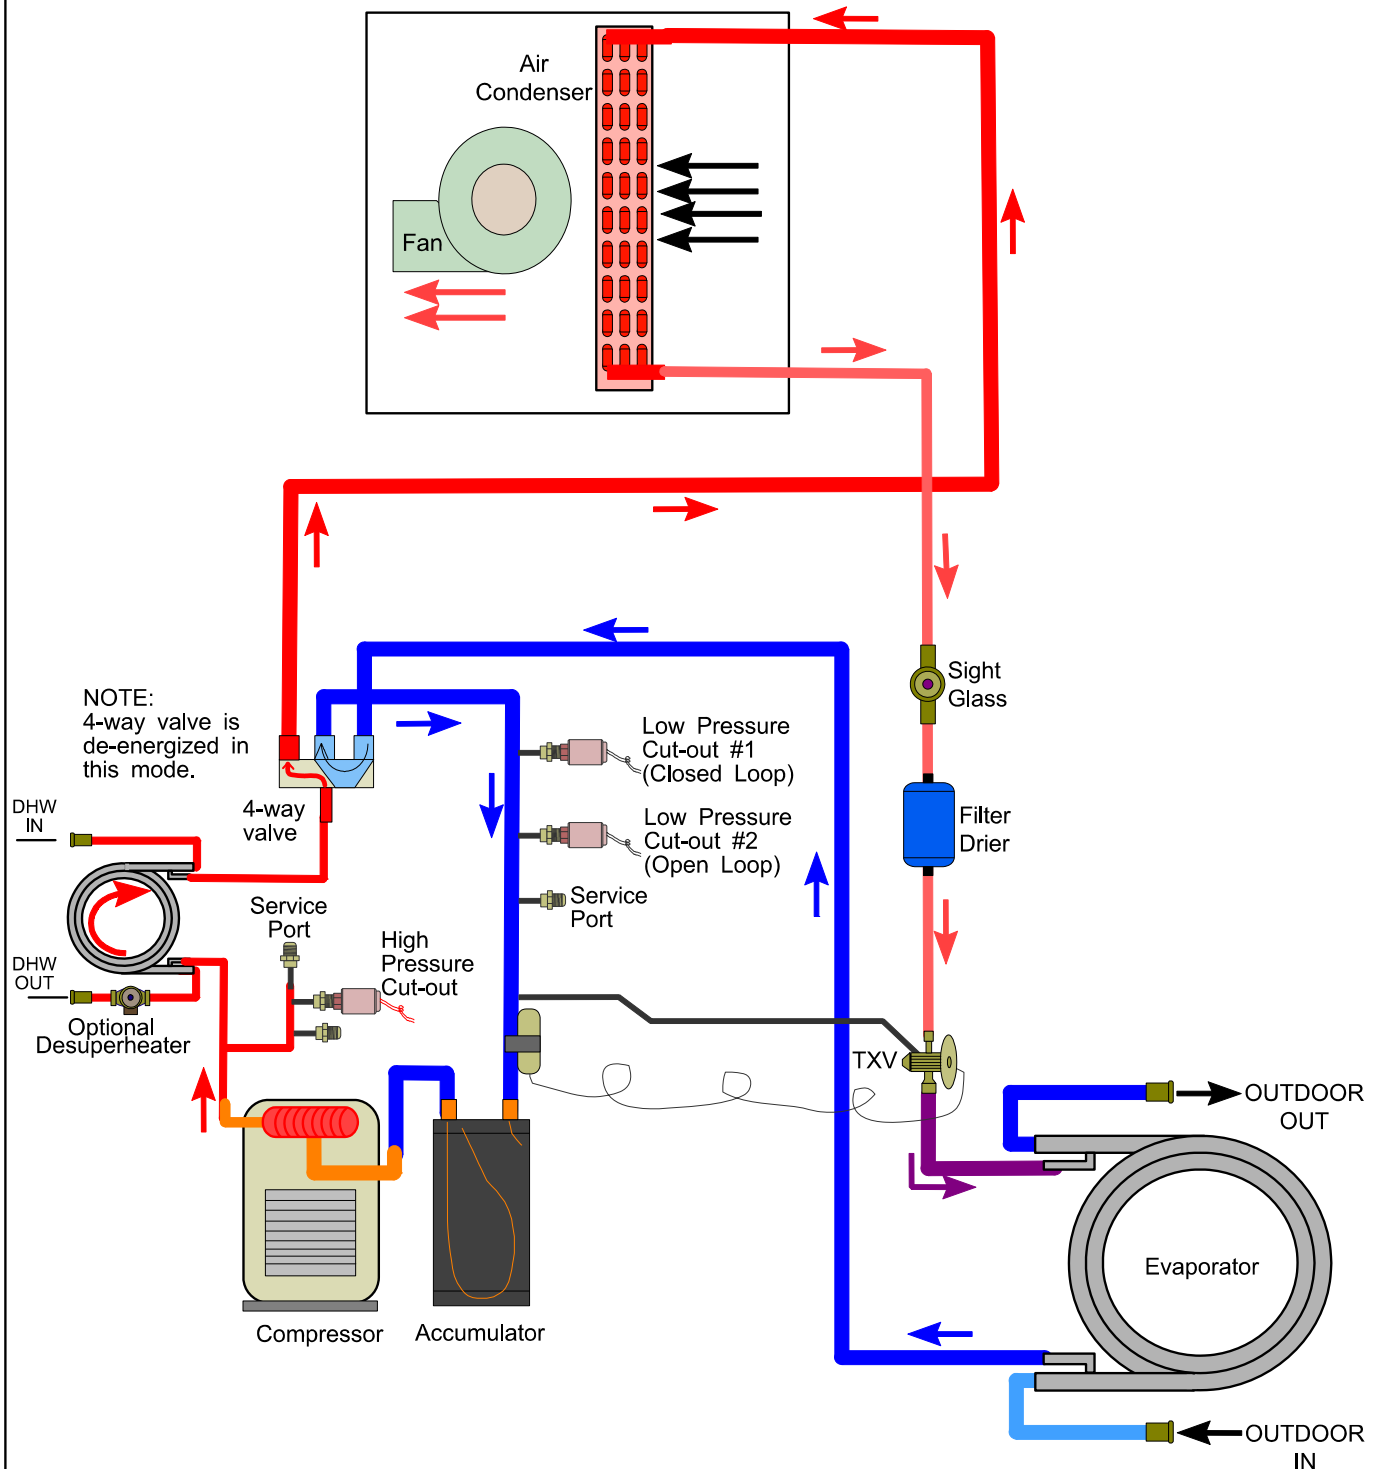 Air
Condenser
Fan
Sight
Glass
NOTE:
4-way valve is
de-energized in
this mode.
Low Pressure
Cut-out #1
(Closed Loop)
DHW
IN
4-way
valve
Low Pressure
Cut-out #2
(Open Loop)
Filter
Drier
Service
Port
Service
Port
High
Pressure
Cut-out
DHW
OUT
Optional
Desuperheater
TXV
OUTDOOR
OUT
Evaporator
Compressor
Accumulator
OUTDOOR
IN